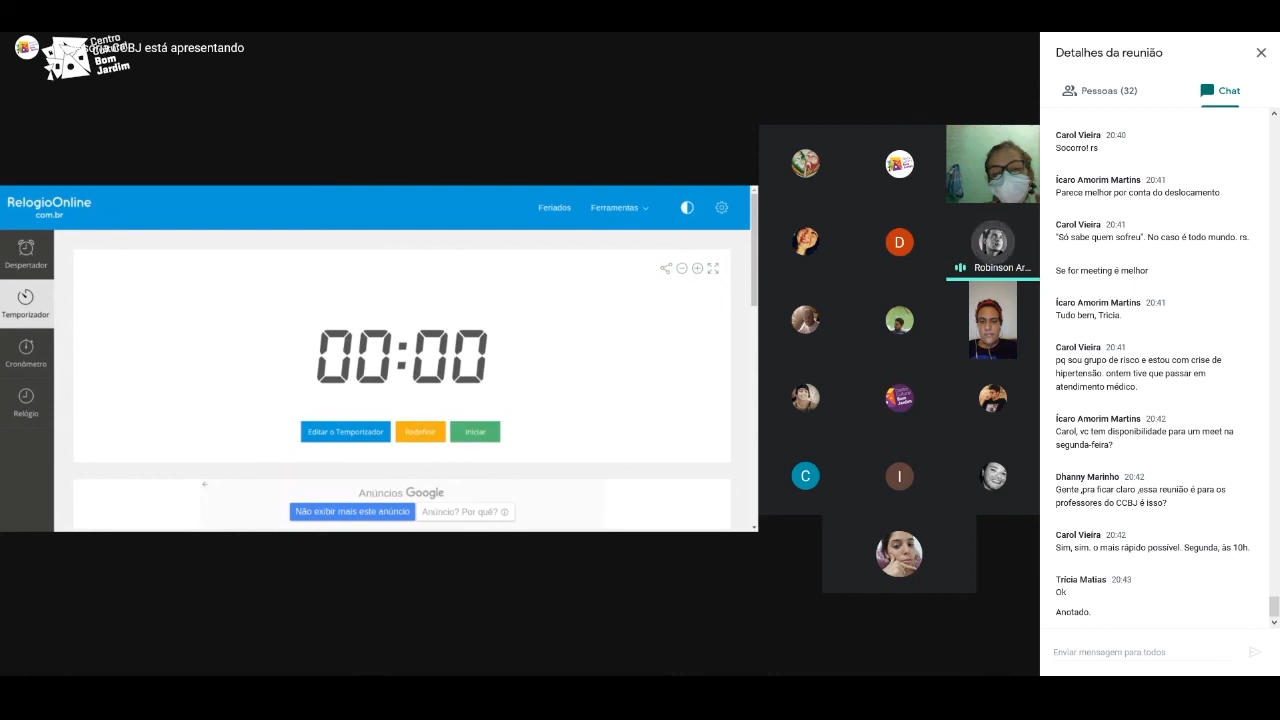 CCBJ está apresentando
Centro
Cultural
Bom
Jardim
RelogioOnline
com.br
Feriados
Ferramentas
Despertador
Temporizador
Cronômetro
Relógio
00:00
Editar o Temporizador
Redefinir
Iniciar
Anúncios Google
Não exibir mais este anúncio
Anúncio? Por quê?
D
Robinson Ar...
C
I
Detalhes da reunião
Pessoas (32)
Chat
Carol Vieira 20:40
Socorro! rs
Ícaro Amorim Martins 20:41
Parece melhor por conta do deslocamento
Carol Vieira 20:41
"Só sabe quem sofreu". No caso é todo mundo. rs.
Se for meeting é melhor
Ícaro Amorim Martins 20:41
Tudo bem, Tricia.
Carol Vieira 20:41
pq sou grupo de risco e estou com crise de
hipertensão. ontem tive que passar em
atendimento médico.
Ícaro Amorim Martins 20:42
Carol, vc tem disponibilidade para um meet na
segunda-feira?
Dhanny Marinho 20:42
Gente ,pra ficar claro ,essa reunião é para os
professores do CCBJ é isso?
Carol Vieira 20:42
Sim, sim. o mais rápido possível. Segunda, às 10h.
Trícia Matias 20:43
Ok
Anotado.
Enviar mensagem para todos